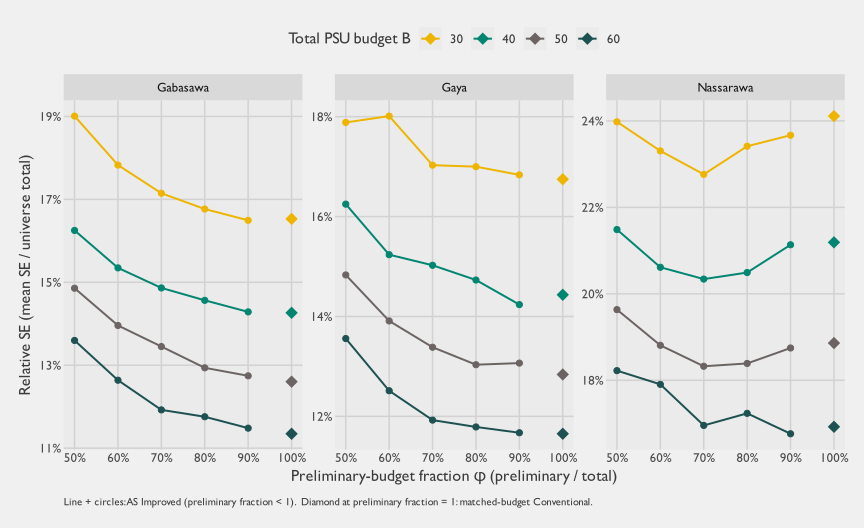 Total PSU budget B 30 40 50 60
Gabasawa Gaya Nassarawa
19%
17%
15%
13%
11%
18%
16%
14%
12%
24%
22%
20%
18%
Relative SE (mean SE / universe total)
50% 60% 70% 80% 90% 100% 50% 60% 70% 80% 90% 100% 50% 60% 70% 80% 90% 100%
Preliminary-budget fraction φ (preliminary / total)
Line + circles: AS Improved (preliminary fraction < 1). Diamond at preliminary fraction = 1: matched-budget Conventional.